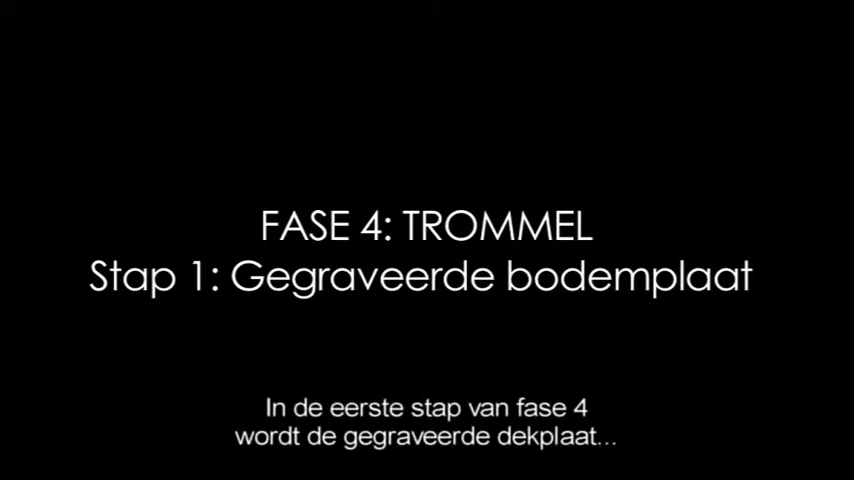 FASE 4: TROMMEL
Stap 1: Gegraveerde bodemplaat
In de eerste stap van fase 4
wordt de gegraveerde dekplaat...